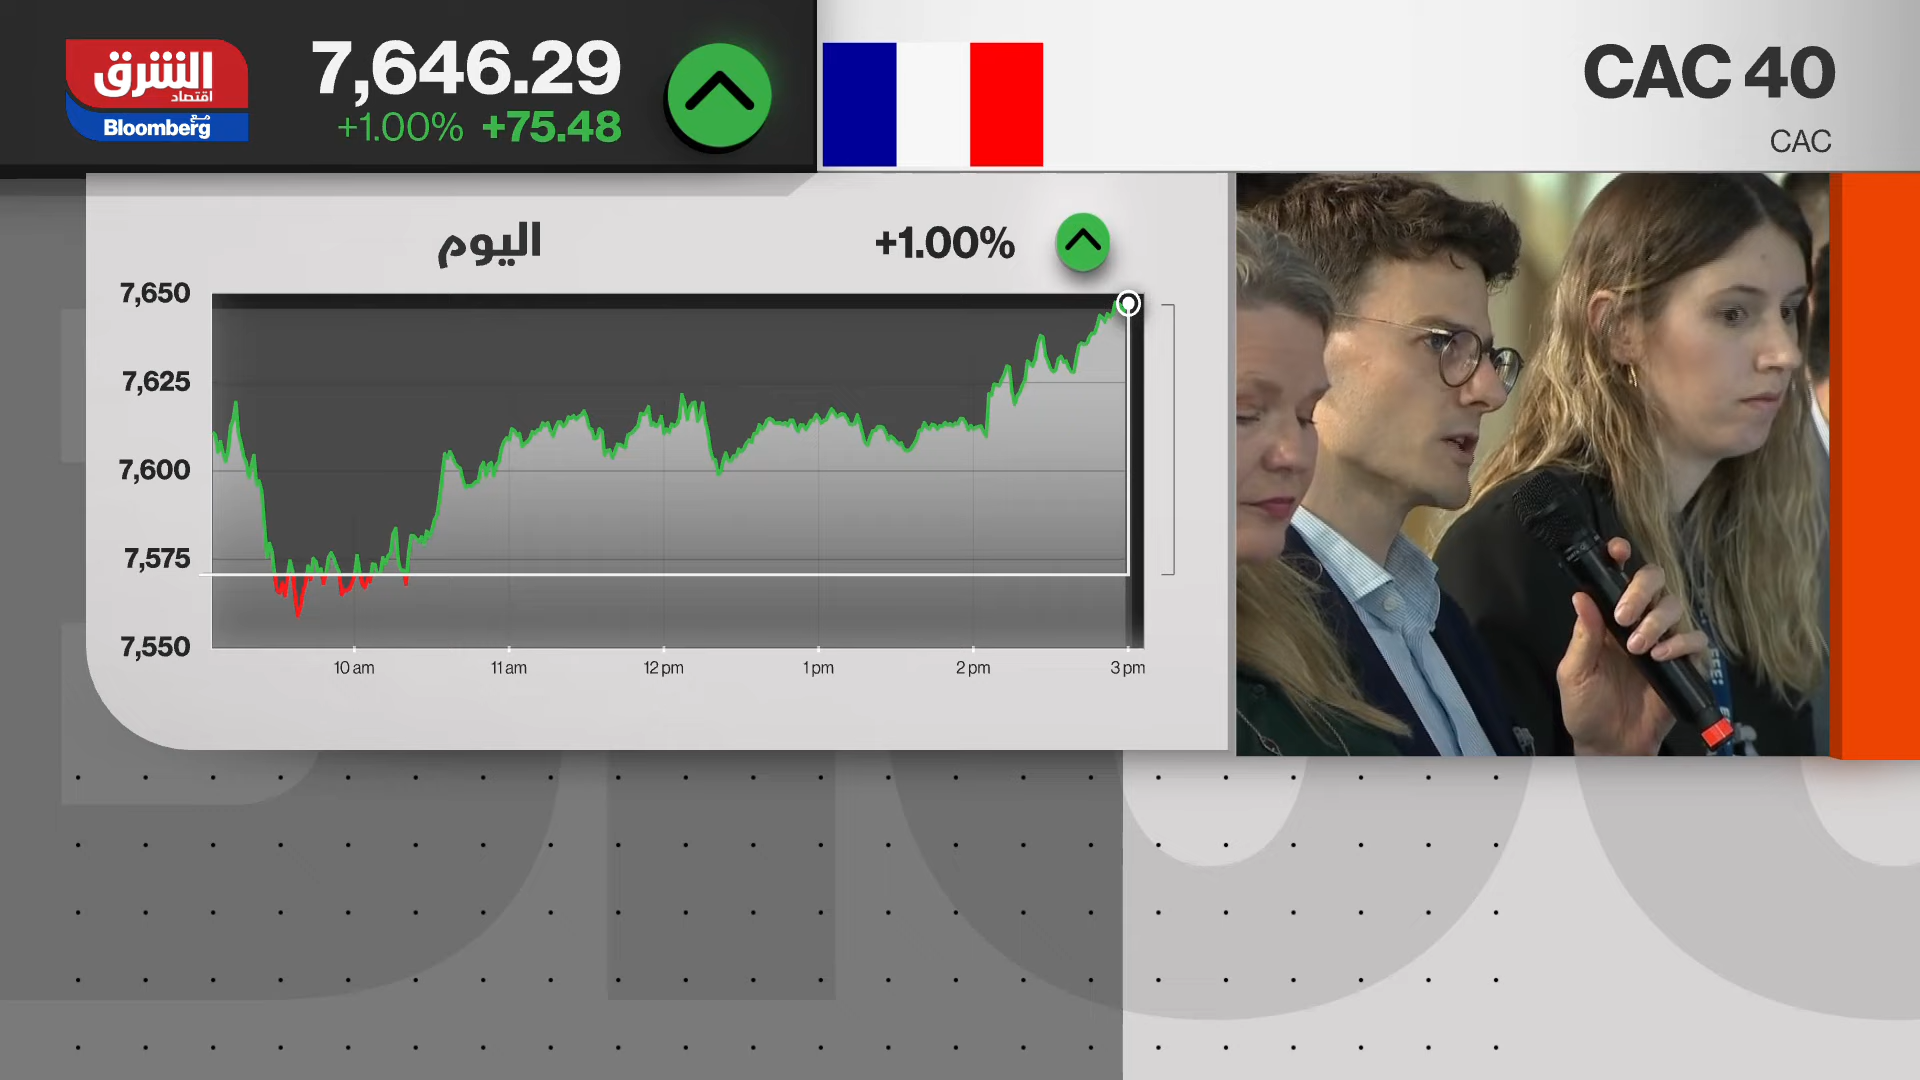 الشرق
اقتصاد
مع
Bloomberg
7,646.29
+1.00% +75.48
CAC 40
CAC
اليوم
+1.00%
7,650
7,625
7,600
7,575
7,550
10 am
11 am
12 pm
1 pm
2 pm
3 pm